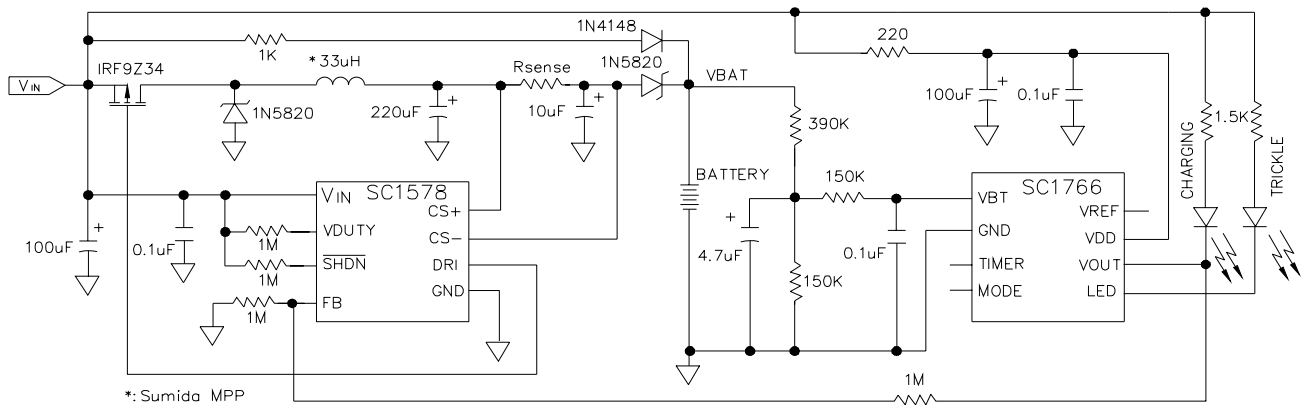 1N4148
220
1K
IRF9Z34
*33uH
Rsense
1N5820
VBAT
VIN
1N5820
220uF
10uF
100uF
0.1uF
390K
CHARGING
1.5K
TRICKLE
SC1578
VIN
CS+
VDUTY
CS-
SHDN
DRI
GND
FB
1M
1M
1M
100uF
0.1uF
BATTERY
150K
4.7uF
0.1uF
150K
SC1766
VBT
VREF
GND
VDD
TIMER
VOUT
MODE
LED
1M
*: Sumida MPP
+
+
+
+
+